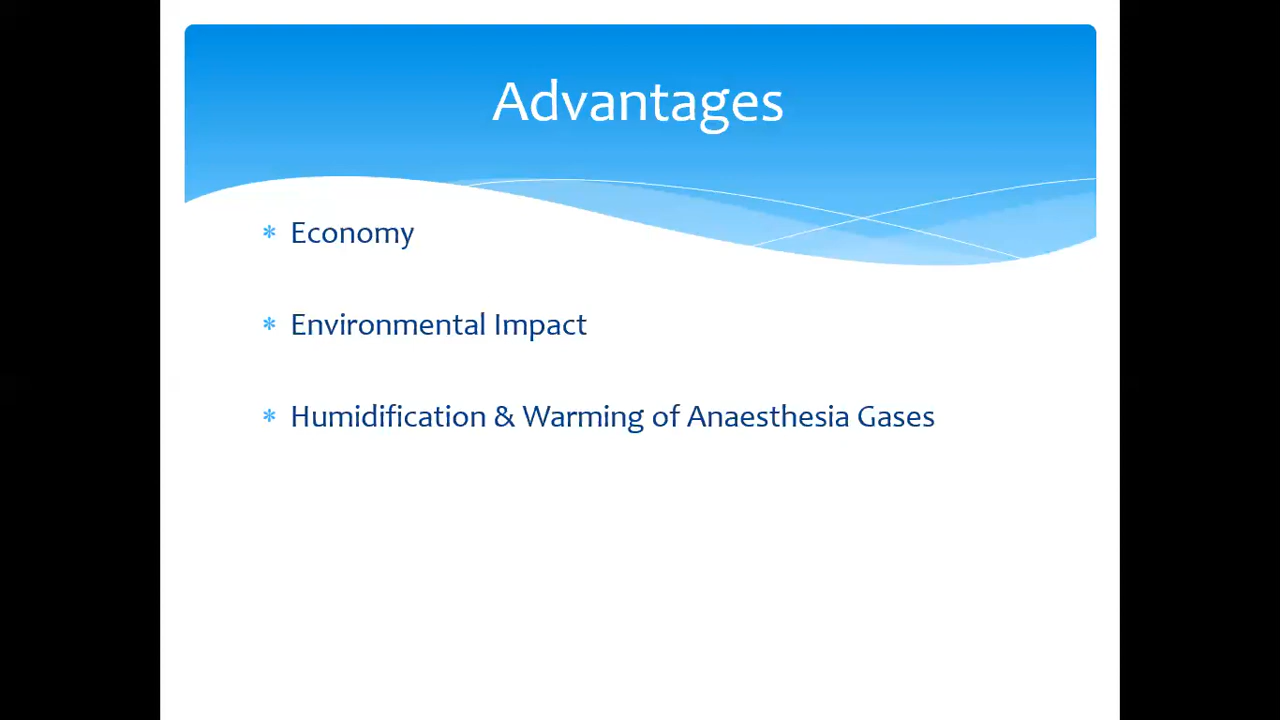 Advantages
* Economy
* Environmental Impact
* Humidification & Warming of Anaesthesia Gases